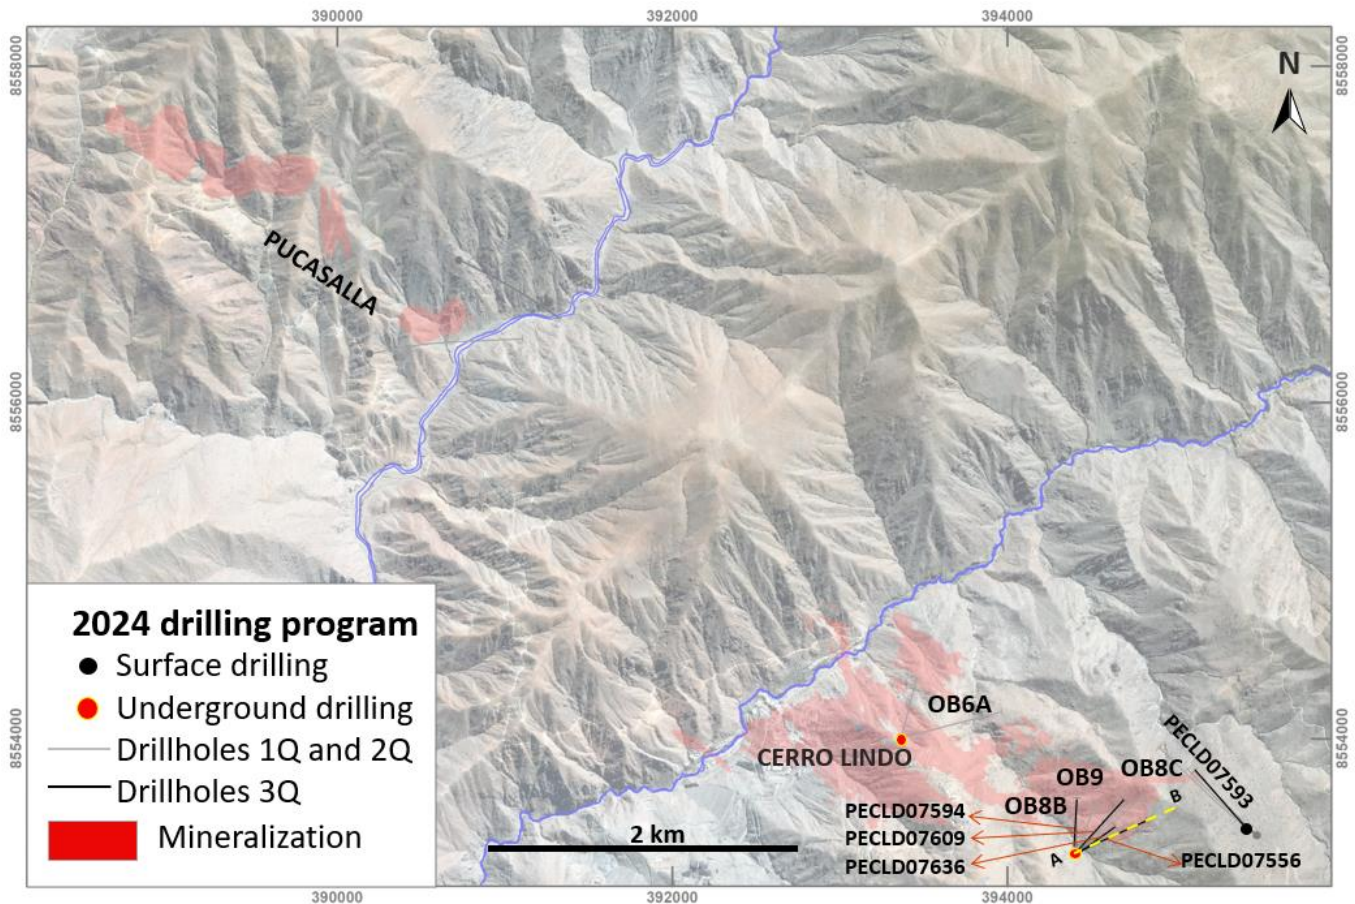 390000
392000
394000
8558000
8558000
N
PUCASALLA
8556000
8556000
2024 drilling program
Surface drilling
Underground drilling
Drillholes 1Q and 2Q
Drillholes 3Q
Mineralization
OB6A
8554000
8554000
CERRO LINDO
PECLD07593
OB9
OB8C
OB8B
B
PECLD07594
PECLD07609
PECLD07636
A
PECLD07556
2 km
390000
392000
394000